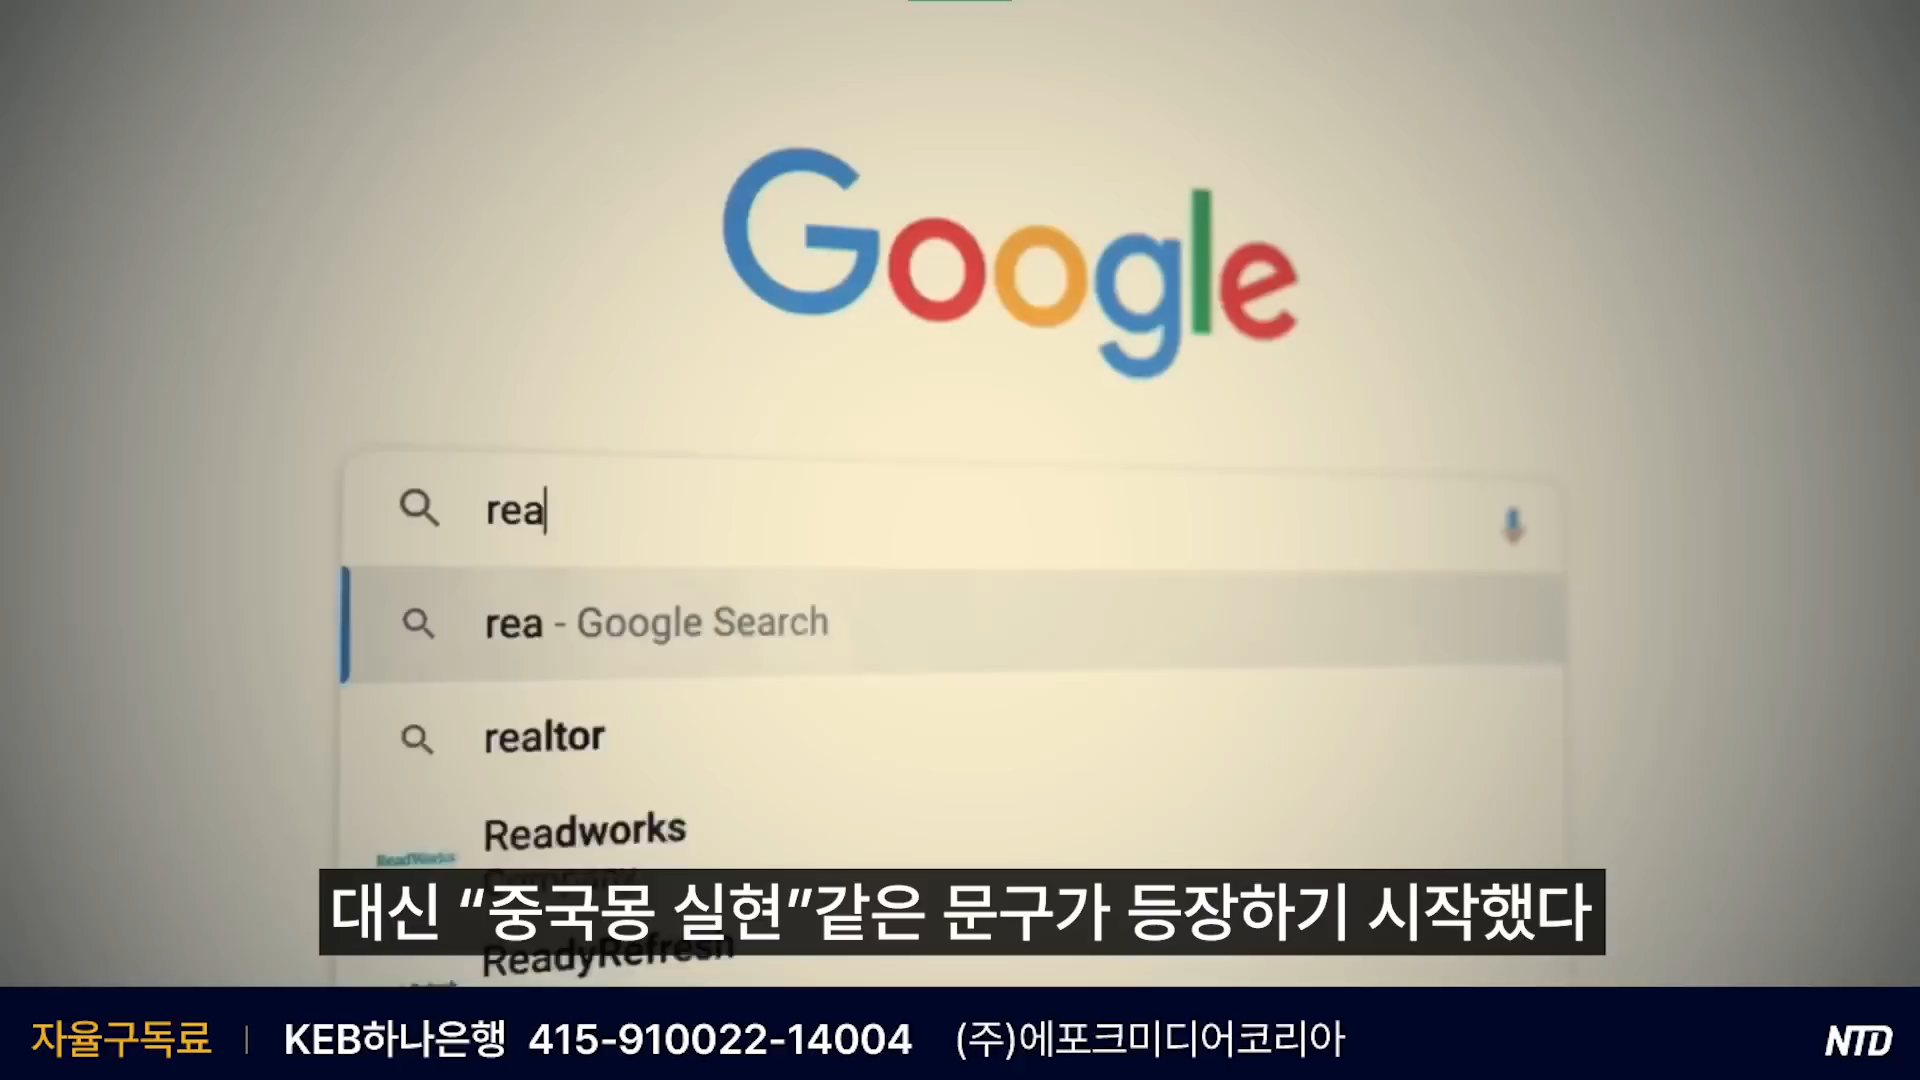 Google
rea
rea - Google Search
realtor
Readworks
ReadWorks
Company
대신 “중국몽 실현”같은 문구가 등장하기 시작했다
ReadyRefresh
자율구독료 | KEB하나은행 415-910022-14004 (주)에포크미디어코리아
NTD